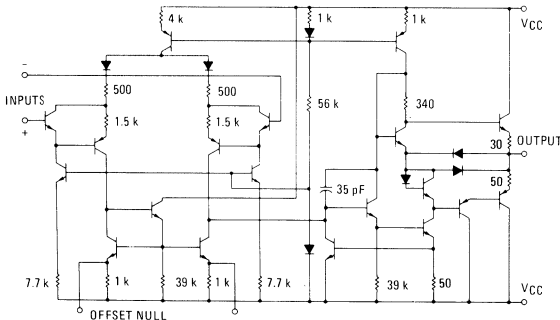 4 k
1 k
1 k
VCC
−
500
500
INPUTS
1.5 k
1.5 k
56 k
340
+
30
OUTPUT
35 pF
50
7.7 k
1 k
39 k
1 k
7.7 k
39 k
50
VCC
OFFSET NULL